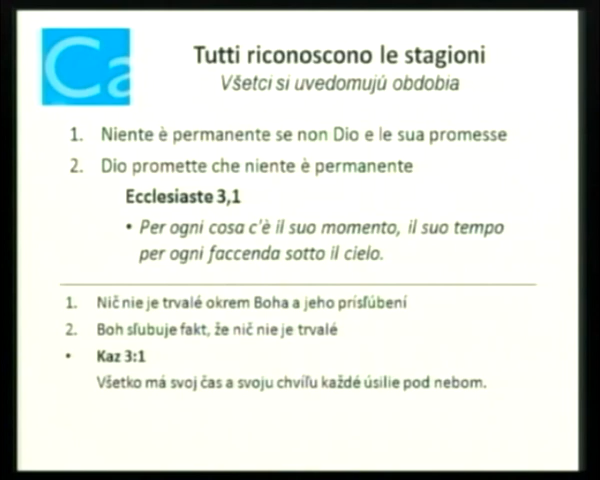 Ca
Tutti riconoscono le stagioni
Všetci si uvedomujú obdobia
1. Niente è permanente se non Dio e le sua promesse
2. Dio promette che niente è permanente
Ecclesiaste 3,1
• Per ogni cosa c'è il suo momento, il suo tempo
per ogni faccenda sotto il cielo.
1. Nič nie je trvalé okrem Boha a jeho prísľúbení
2. Boh sľubuje fakt, že nič nie je trvalé
• Kaz 3:1
Všetko má svoj čas a svoju chvíľu každé úsilie pod nebom.